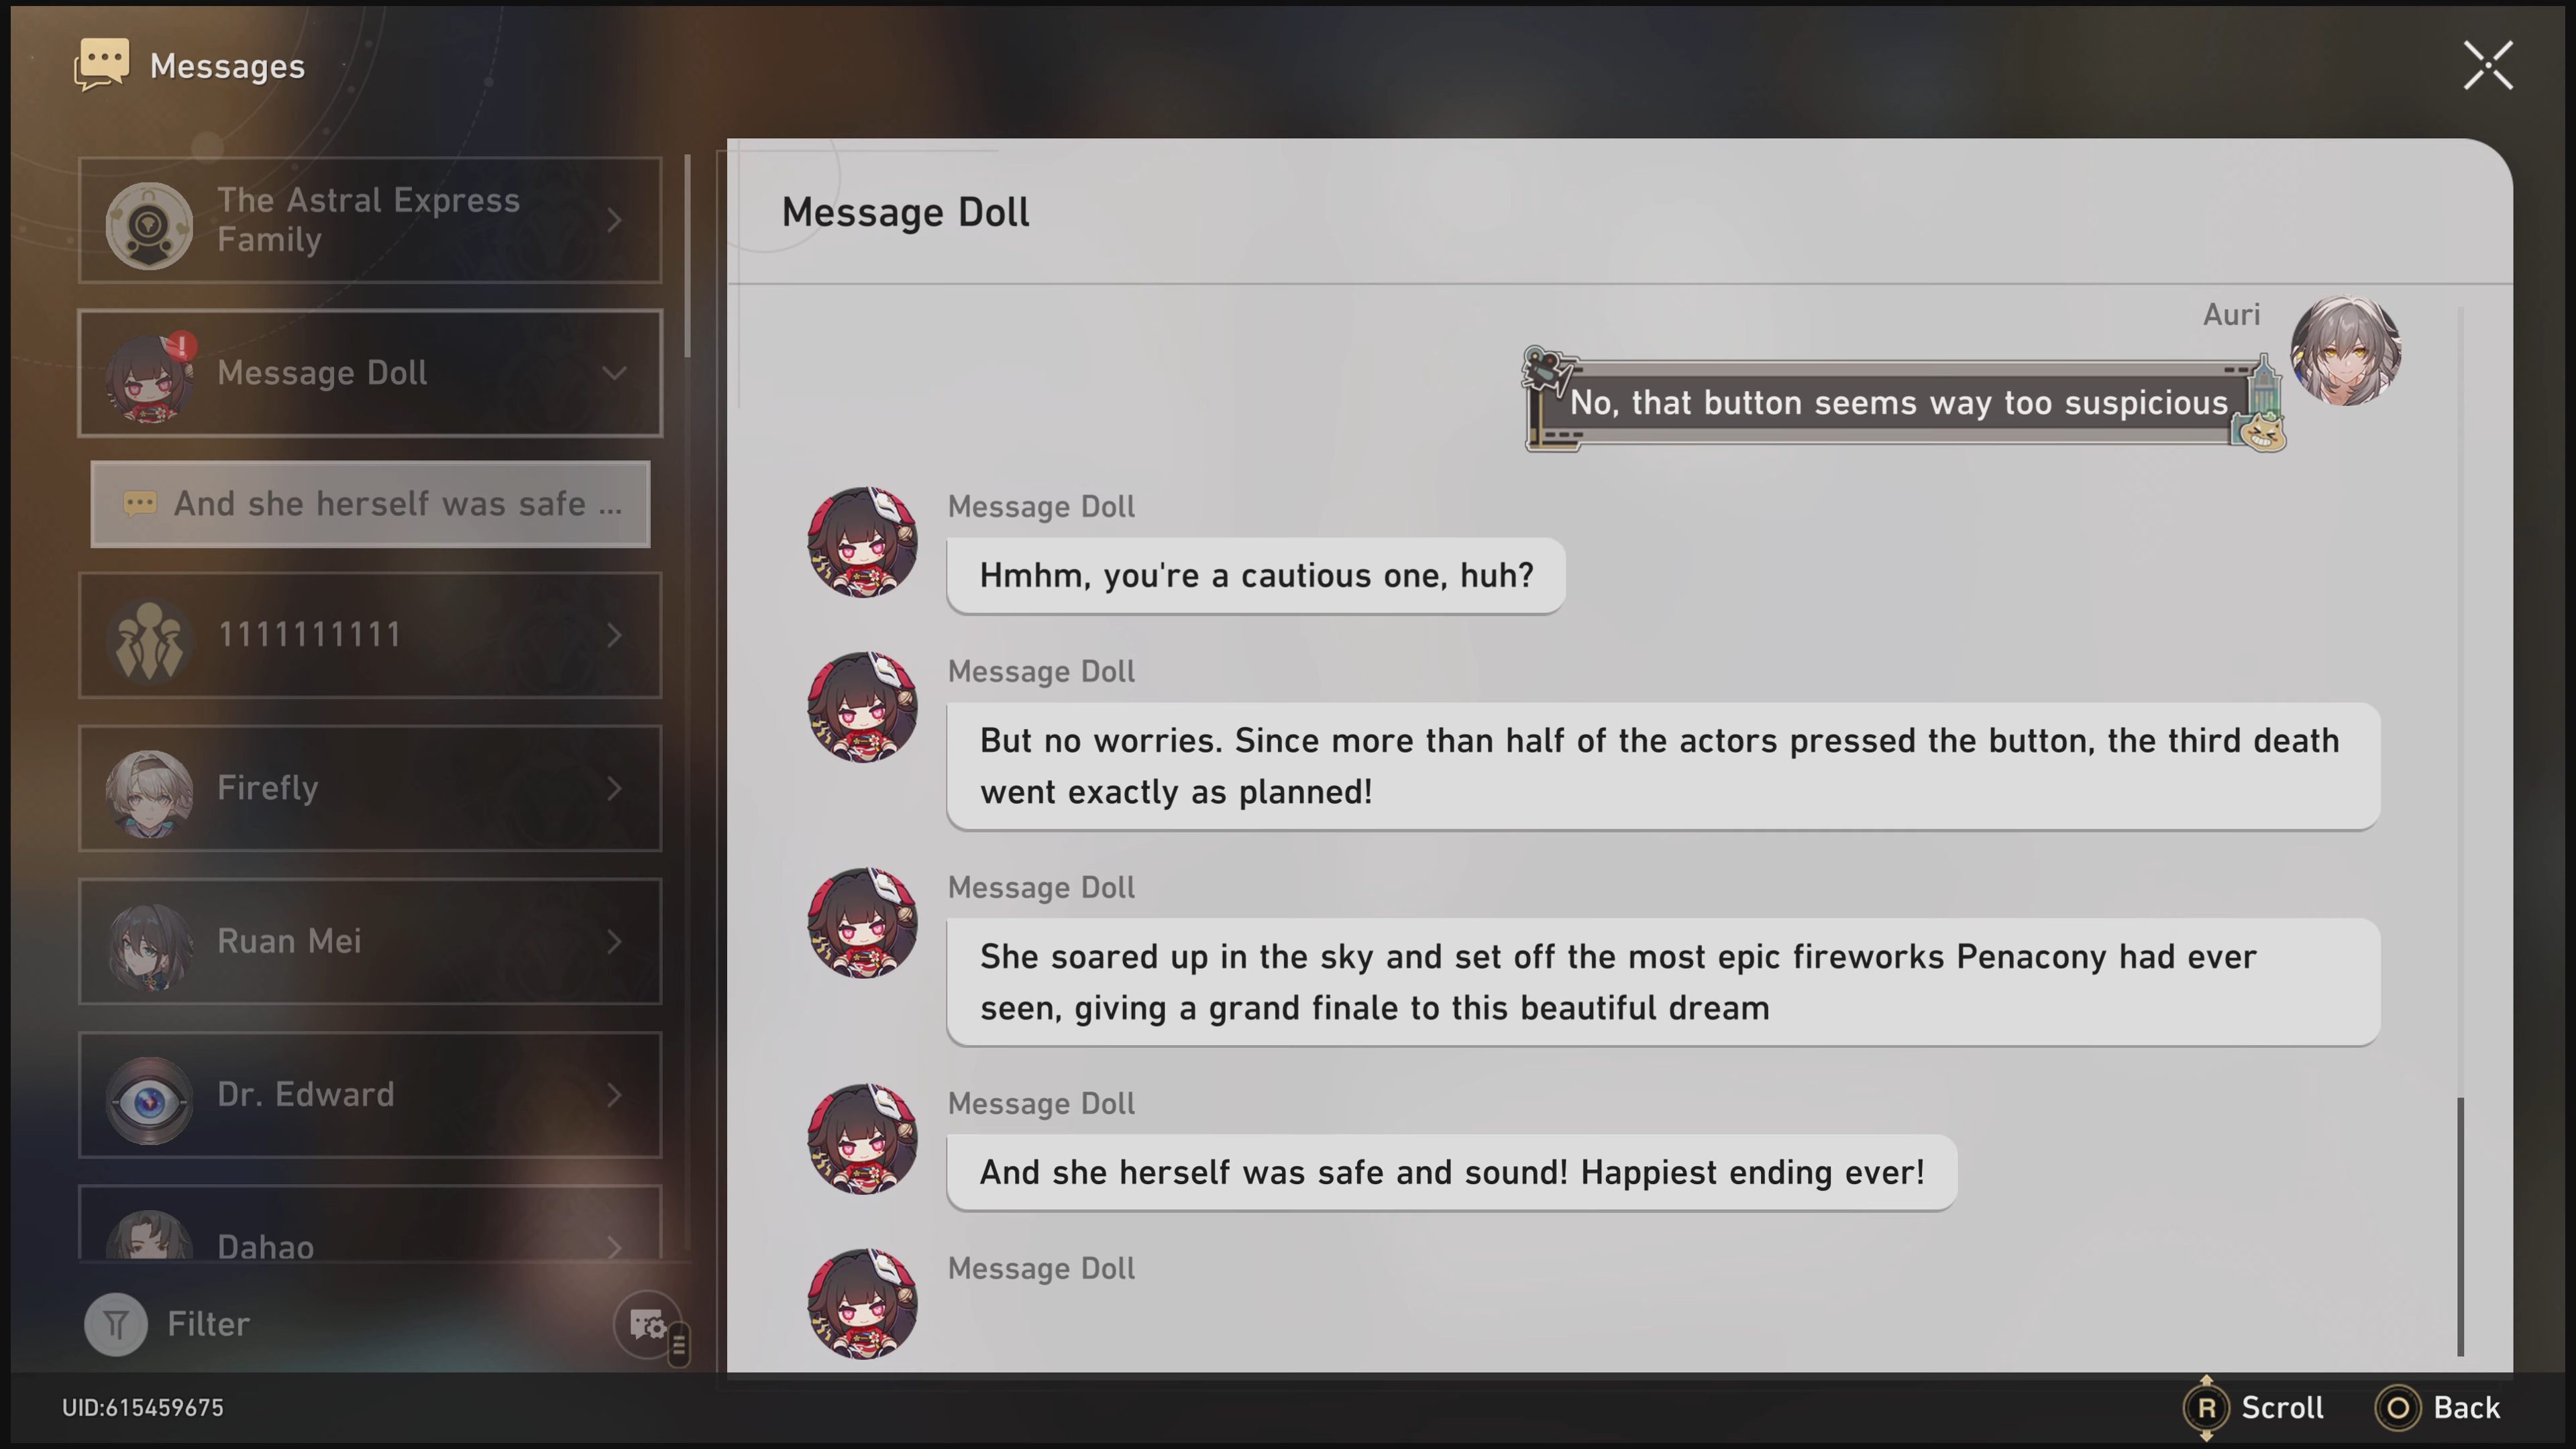 Messages
The Astral Express
Family
Message Doll
And she herself was safe ...
1111111111
Firefly
Ruan Mei
Dr. Edward
Dahao
Filter
Message Doll
Auri
No, that button seems way too suspicious
Message Doll
Hmhm, you're a cautious one, huh?
Message Doll
But no worries. Since more than half of the actors pressed the button, the third death
went exactly as planned!
Message Doll
She soared up in the sky and set off the most epic fireworks Penacony had ever
seen, giving a grand finale to this beautiful dream
Message Doll
And she herself was safe and sound! Happiest ending ever!
Message Doll
UID:615459675
R Scroll
Back